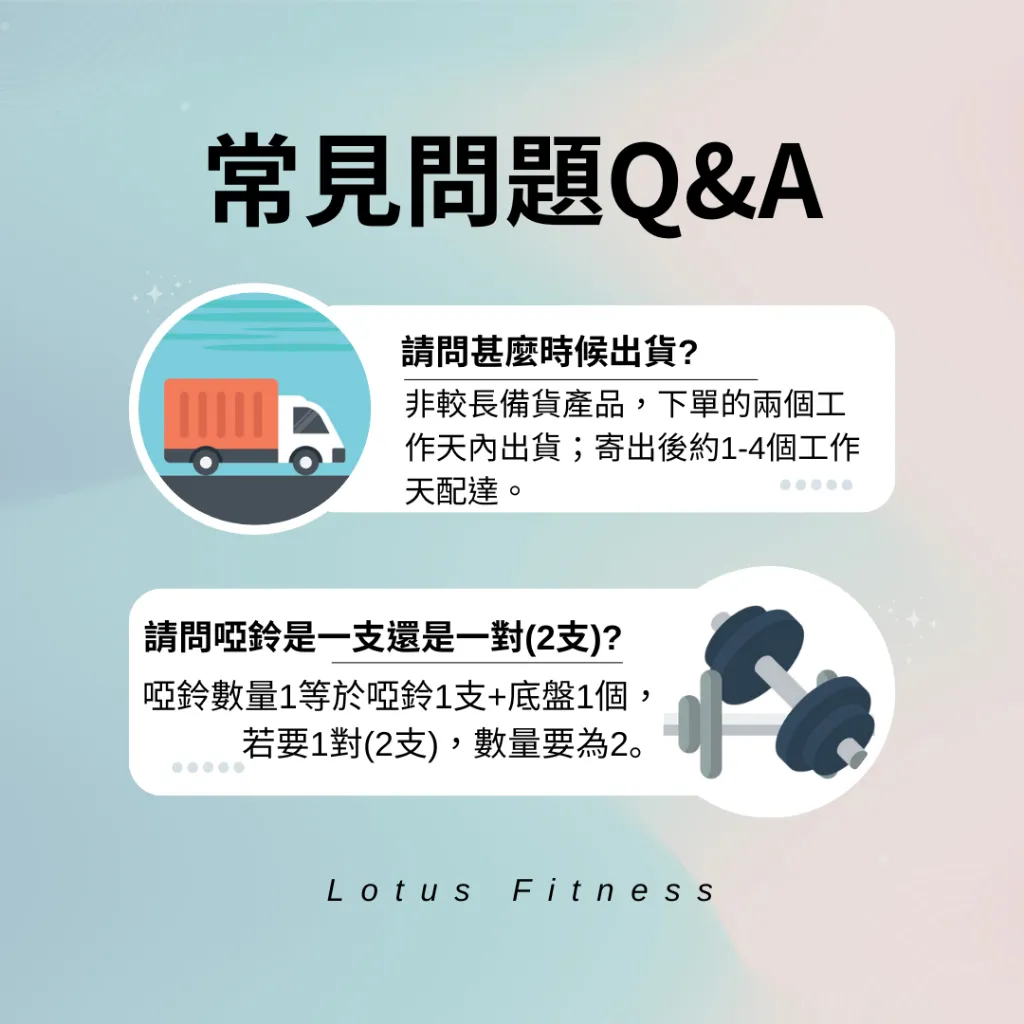 常見問題Q&A
請問甚麼時候出貨?
非較長備貨產品，下單的兩個工
作天內出貨；寄出後約1-4個工作
天配達。
請問啞鈴是一支還是一對(2支)?
啞鈴數量1等於啞鈴1支+底盤1個，
若要1對(2支)，數量要為2。
Lotus Fitness